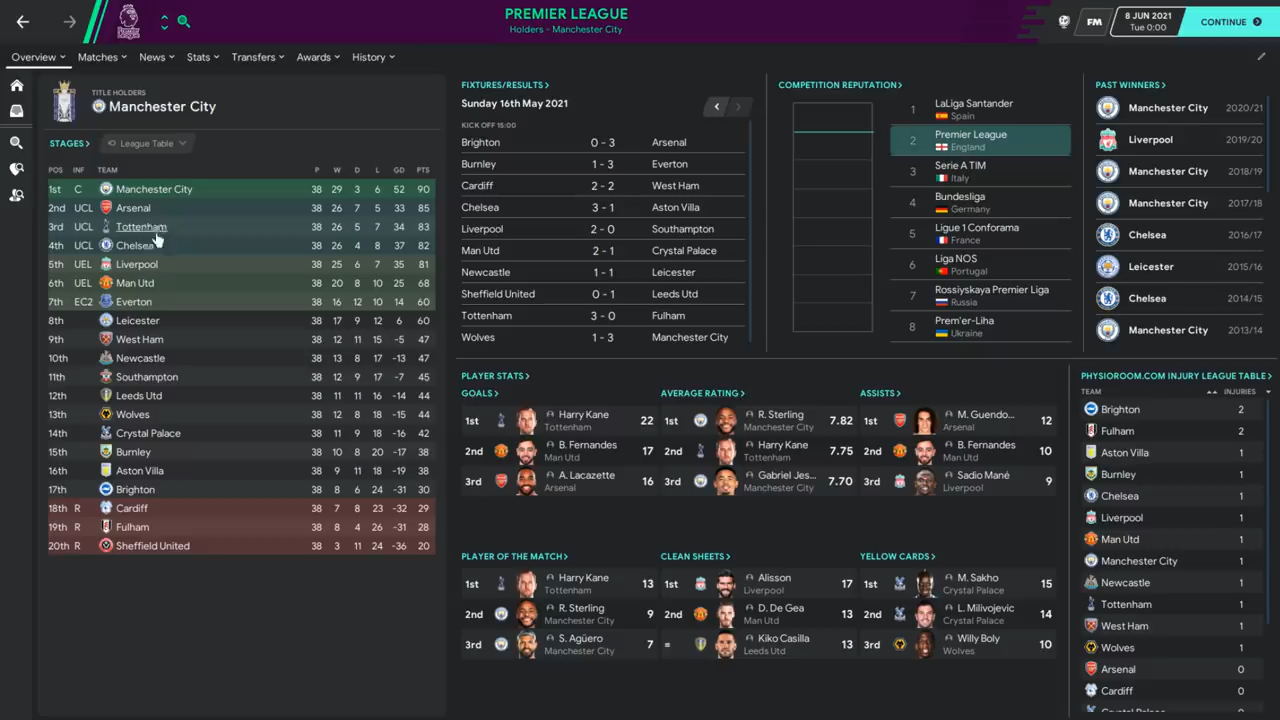 PREMIER LEAGUE
Holders - Manchester City
FM
8 JUN 2021
Tue 0:00
CONTINUE
Overview
Matches
News
Stats
Transfers
Awards
History
TITLE HOLDERS
Manchester City
STAGES
League Table
POS INF TEAM P W D L GD PTS
1st C Manchester City 38 29 3 6 52 90
2nd UCL Arsenal 38 26 7 5 33 85
3rd UCL Tottenham 38 26 5 7 34 83
4th UCL Chelsea 38 26 4 8 37 82
5th UEL Liverpool 38 25 6 7 35 81
6th UEL Man Utd 38 20 8 10 25 68
7th EC2 Everton 38 16 12 10 14 60
8th Leicester 38 17 9 12 6 60
9th West Ham 38 12 11 15 -5 47
10th Newcastle 38 13 8 17 -13 47
11th Southampton 38 12 9 17 -7 45
12th Leeds Utd 38 11 11 16 -14 44
13th Wolves 38 12 8 18 -15 44
14th Crystal Palace 38 11 9 18 -16 42
15th Burnley 38 10 8 20 -17 38
16th Aston Villa 38 9 11 18 -19 38
17th Brighton 38 8 6 24 -31 30
18th R Cardiff 38 7 8 23 -32 29
19th R Fulham 38 8 4 26 -31 28
20th R Sheffield United 38 3 11 24 -36 20
FIXTURES/RESULTS
Sunday 16th May 2021
KICK OFF 15:00
Brighton 0 - 3 Arsenal
Burnley 1 - 3 Everton
Cardiff 2 - 2 West Ham
Chelsea 3 - 1 Aston Villa
Liverpool 2 - 0 Southampton
Man Utd 2 - 1 Crystal Palace
Newcastle 1 - 1 Leicester
Sheffield United 0 - 1 Leeds Utd
Tottenham 3 - 0 Fulham
Wolves 1 - 3 Manchester City
COMPETITION REPUTATION
1 LaLiga Santander
Spain
2 Premier League
England
3 Serie A TIM
Italy
4 Bundesliga
Germany
5 Ligue 1 Conforama
France
6 Liga NOS
Portugal
7 Rossiyskaya Premier Liga
Russia
8 Prem'er-Liha
Ukraine
PAST WINNERS
Manchester City 2020/21
Liverpool 2019/20
Manchester City 2018/19
Manchester City 2017/18
Chelsea 2016/17
Leicester 2015/16
Chelsea 2014/15
Manchester City 2013/14
PLAYER STATS
GOALS
1st Harry Kane 22
Tottenham
2nd B. Fernandes 17
Man Utd
3rd A. Lacazette 16
Arsenal
AVERAGE RATING
1st R. Sterling 7.82
Manchester City
2nd Harry Kane 7.75
Tottenham
3rd Gabriel Jes... 7.70
Manchester City
ASSISTS
1st M. Guendo... 12
Arsenal
2nd B. Fernandes 10
Man Utd
3rd Sadio Mané 9
Liverpool
PLAYER OF THE MATCH
1st Harry Kane 13
Tottenham
2nd R. Sterling 9
Manchester City
3rd S. Agüero 7
Manchester City
CLEAN SHEETS
1st Alisson 17
Liverpool
2nd D. De Gea 13
Man Utd
= Kiko Casilla 13
Leeds Utd
YELLOW CARDS
1st M. Sakho 15
Crystal Palace
2nd L. Milivojevic 14
Crystal Palace
3rd Willy Boly 10
Wolves
PHYSIOROOM.COM INJURY LEAGUE TABLE
TEAM INJURIES
Brighton 2
Fulham 2
Aston Villa 1
Burnley 1
Chelsea 1
Liverpool 1
Man Utd 1
Manchester City 1
Newcastle 1
Tottenham 1
West Ham 1
Wolves 1
Arsenal 0
Cardiff 0
Crystal Palace 0